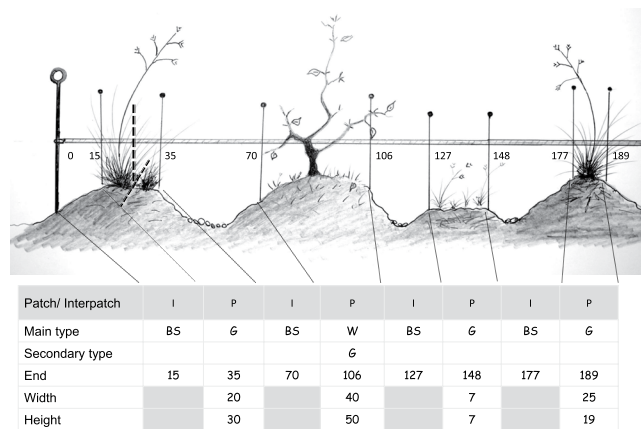 0 15 35 70 106 127 148 177 189
Patch/ Interpatch I P I P I P I P
Main type BS G BS W BS G BS G
Secondary type G
End 15 35 70 106 127 148 177 189
Width 20 40 7 25
Height 30 50 7 19